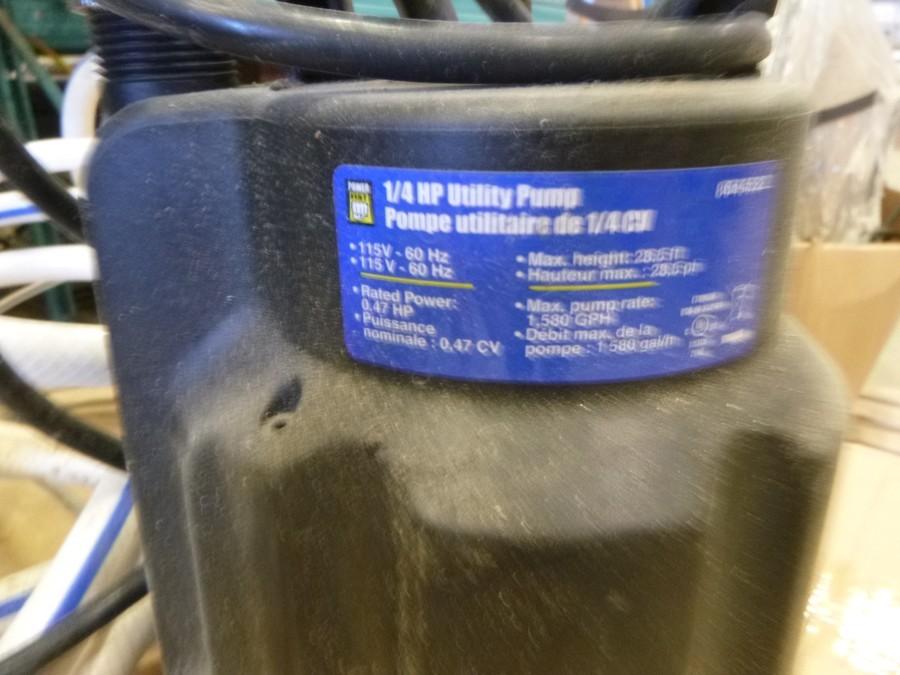 POWER
1/4 HP Utility Pump
Pompe utilitaire de 1/4 CV
• 115V - 60 Hz
• 115 V - 60 Hz
• Rated Power:
0.47 HP
• Puissance
nominale : 0,47 CV
• Max. height: 28.5 ft
• Hauteur max. : 28,5 pi
• Max. pump rate:
1,580 GPH
• Débit max. de la
pompe : 1 580 gal/h